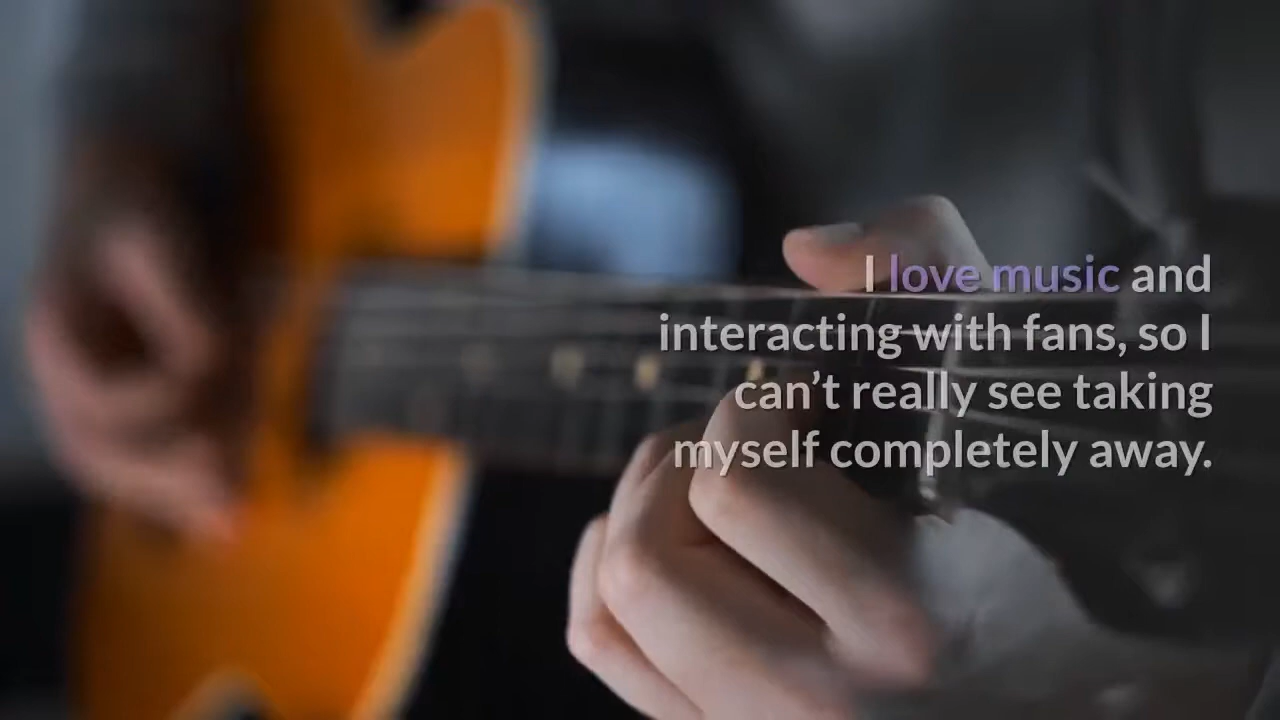 I love music and
interacting with fans, so I
can’t really see taking
myself completely away.